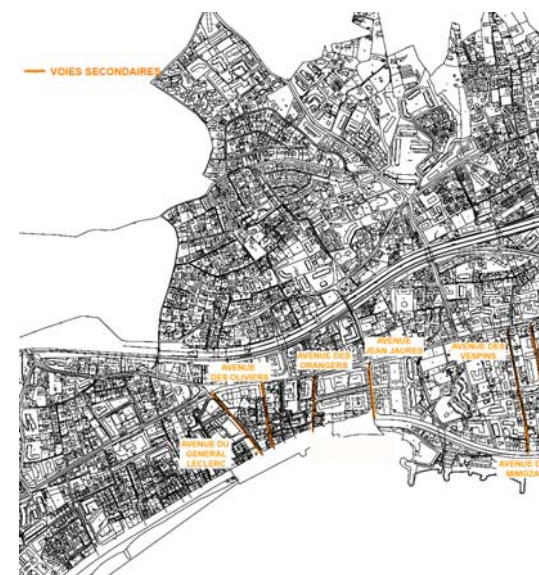 VOIES SECONDAIRES
AVENUE
JEAN JAURES
AVENUE DES
VESPINS
AVENUE DES
ORANGERS
AVENUE
DES OLIVIERS
AVENUE DU
GENERAL
LECLERC
AVENUE D
MIMOZA